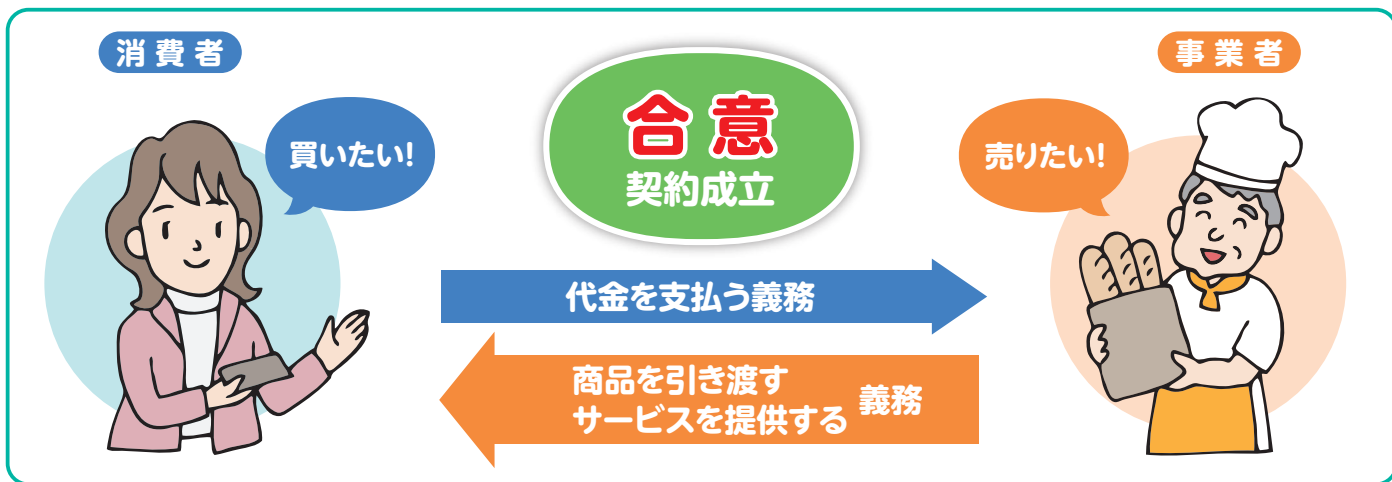 消費者
事業者
買いたい!
合意
契約成立
売りたい!
代金を支払う義務
商品を引き渡す
サービスを提供する
義務